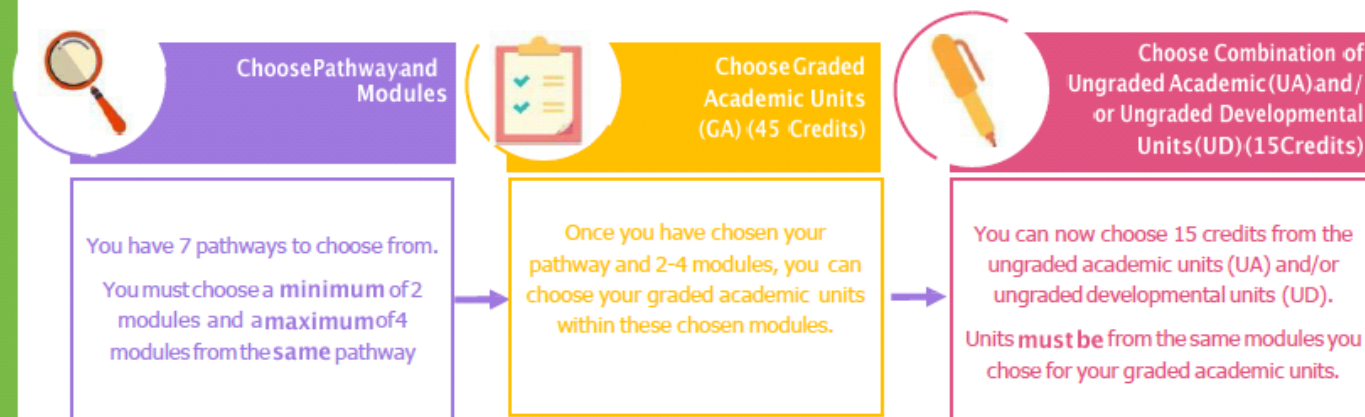 Choose Pathway and
Modules
You have 7 pathways to choose from.
You must choose a minimum of 2
modules and a maximum of 4
modules from the same pathway
Choose Graded
Academic Units
(GA) (45 Credits)
Once you have chosen your
pathway and 2-4 modules, you can
choose your graded academic units
within these chosen modules.
Choose Combination of
Ungraded Academic (UA) and /
or Ungraded Developmental
Units (UD) (15 Credits)
You can now choose 15 credits from the
ungraded academic units (UA) and/or
ungraded developmental units (UD).
Units must be from the same modules you
chose for your graded academic units.